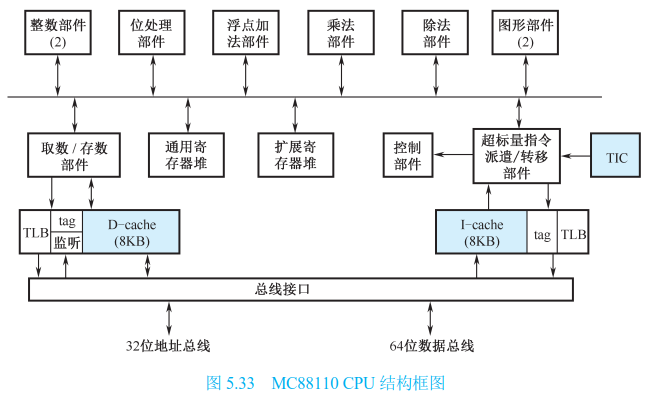 整数部件
(2)
位处理
部件
浮点加
法部件
乘法
部件
除法
部件
图形部件
(2)
取数/存数
部件
通用寄
存器堆
扩展寄
存器堆
控制
部件
超标量指令
派遣/转移
部件
TIC
TLB
tag
监听
D-cache
(8KB)
I-cache
(8KB)
tag
TLB
总线接口
32位地址总线
64位数据总线
图 5.33 MC88110 CPU 结构框图